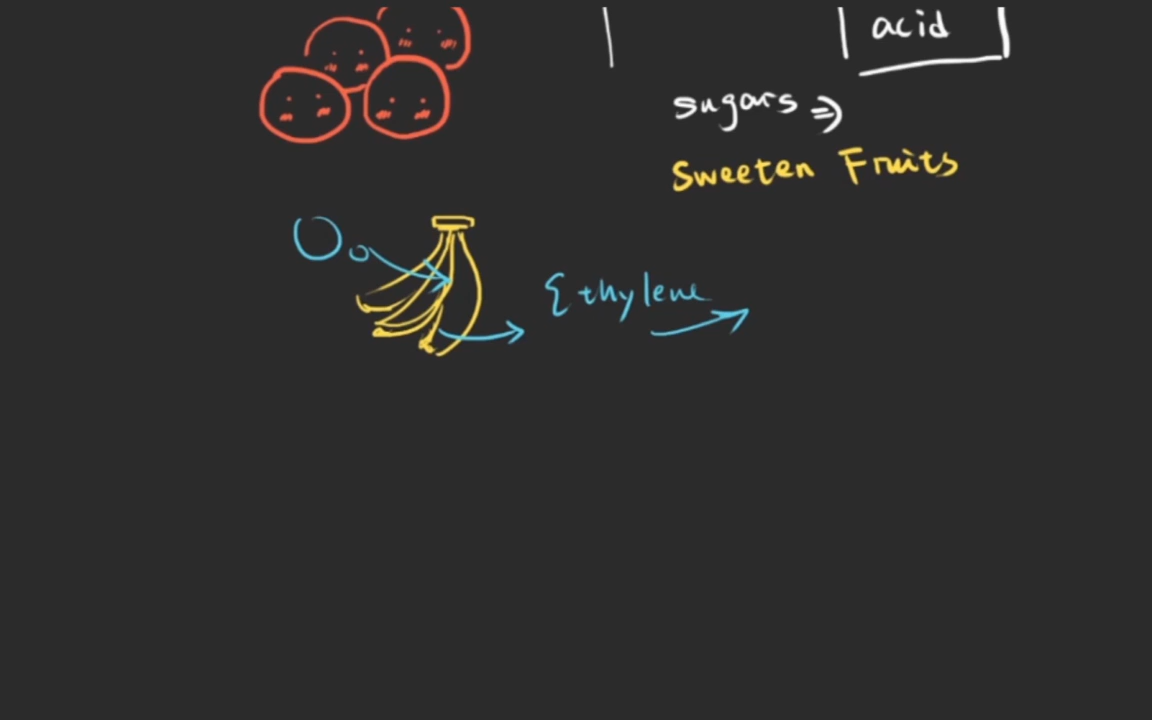 acid
sugars ⇒
Sweeten Fruits
Ethylene